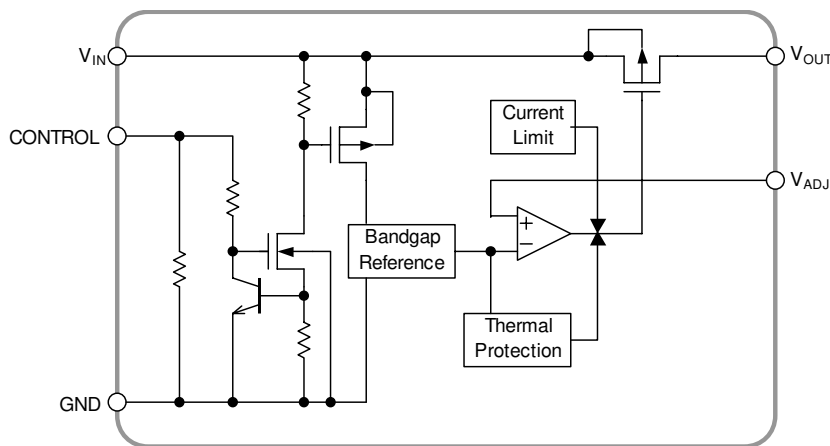 V_IN
V_OUT
CONTROL
Current
Limit
V_ADJ
+
−
Bandgap
Reference
Thermal
Protection
GND